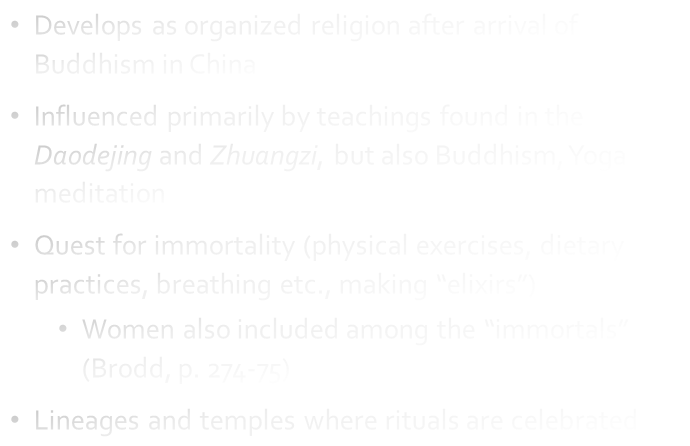 • Develops as organized religion after arrival of
Buddhism in China
• Influenced primarily by teachings found in the
Daodejing and Zhuangzi, but also Buddhism, Yoga
meditation
• Quest for immortality (physical exercises, dietary
practices, breathing etc., making “elixirs”)
• Women also included among the “immortals”
(Brodd, p. 274-75)
• Lineages and temples where rituals are celebrated